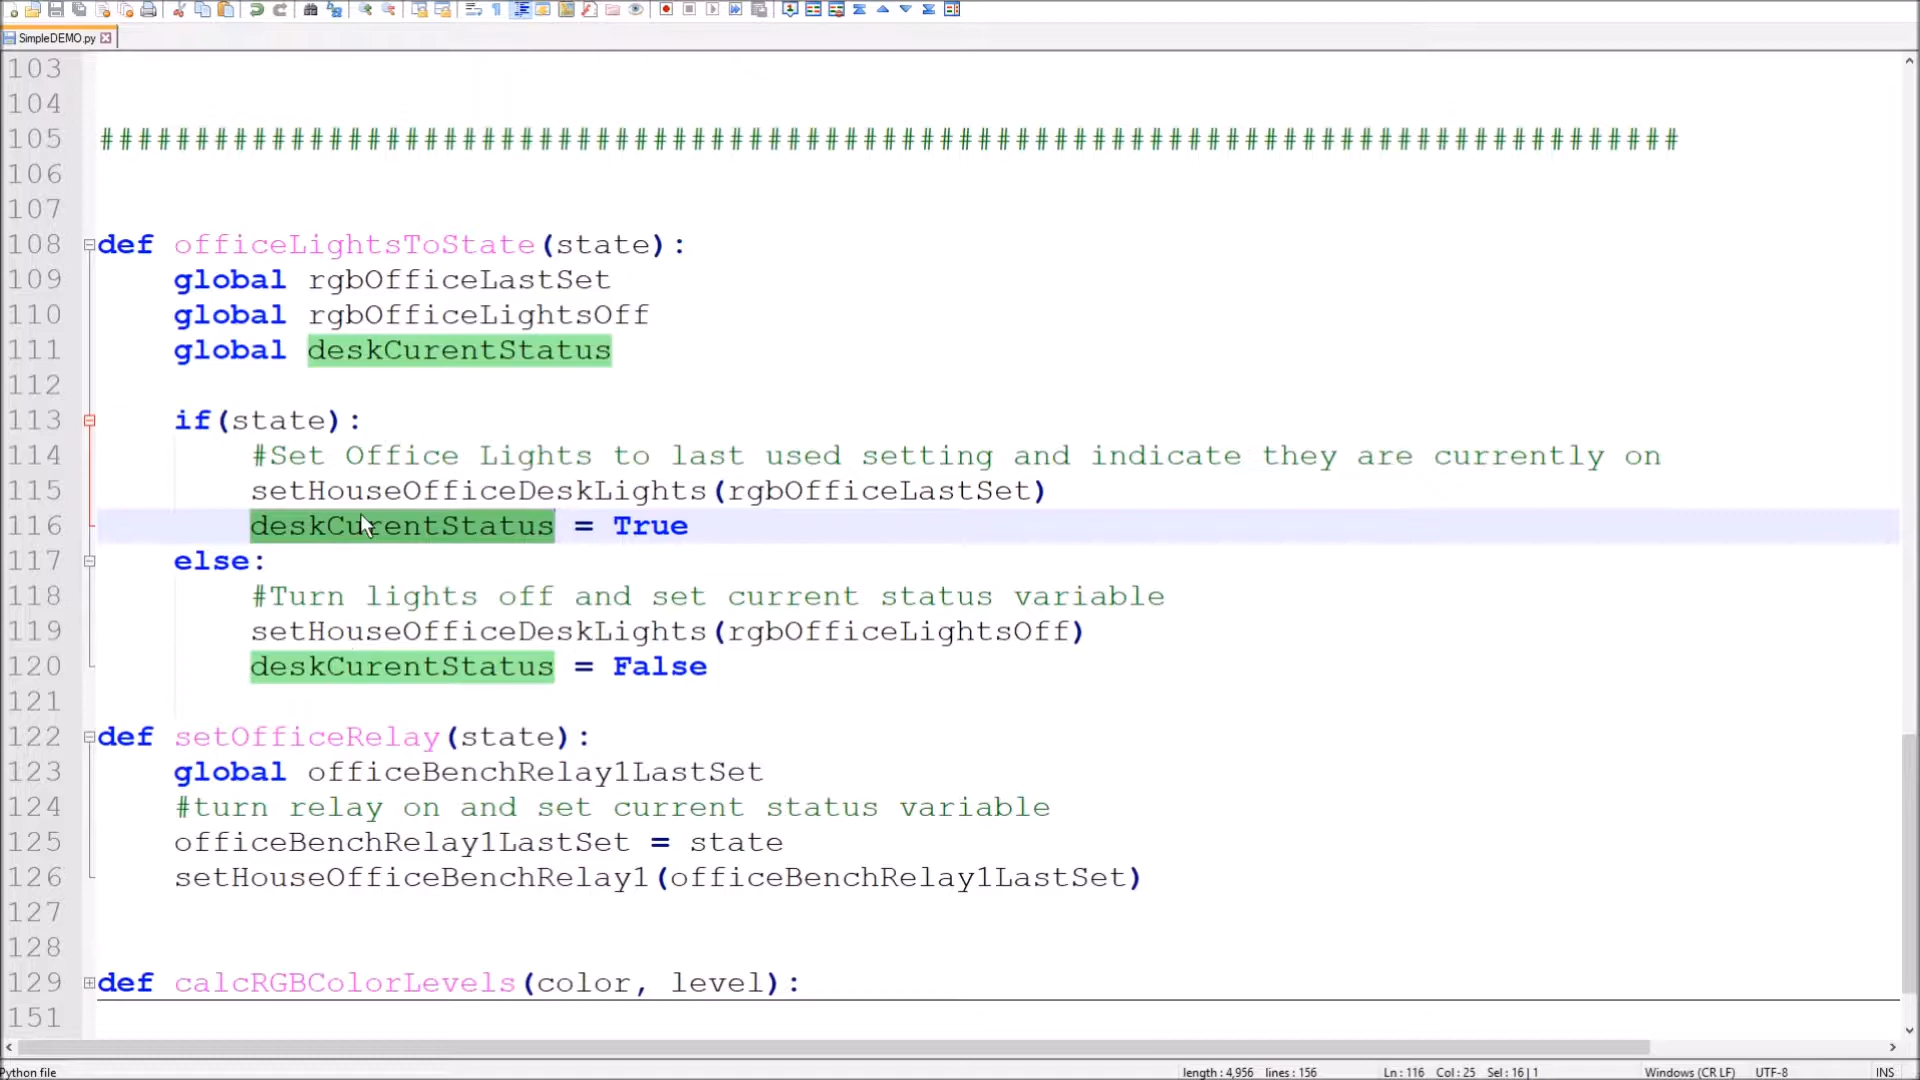 SimpleDEMO.py
103
104
105 ###################################################################################
106
107
108 def officeLightsToState(state):
109 global rgbOfficeLastSet
110 global rgbOfficeLightsOff
111 global deskCurentStatus
112
113 if(state):
114 #Set Office Lights to last used setting and indicate they are currently on
115 setHouseOfficeDeskLights(rgbOfficeLastSet)
116 deskCurentStatus = True
117 else:
118 #Turn lights off and set current status variable
119 setHouseOfficeDeskLights(rgbOfficeLightsOff)
120 deskCurentStatus = False
121
122 def setOfficeRelay(state):
123 global officeBenchRelay1LastSet
124 #turn relay on and set current status variable
125 officeBenchRelay1LastSet = state
126 setHouseOfficeBenchRelay1(officeBenchRelay1LastSet)
127
128
129 def calcRGBColorLevels(color, level):
151
Python file length : 4,956 lines : 156 Ln : 116 Col : 25 Sel : 16 | 1 Windows (CR LF) UTF-8 INS